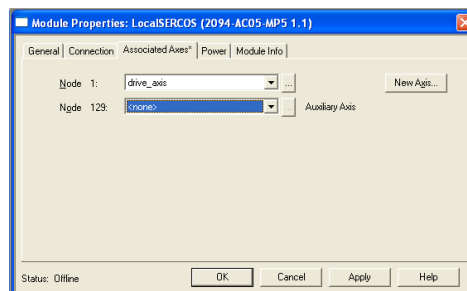 Module Properties: LocalSERCOS (2094-AC05-MP5 1.1)
General Connection Associated Axes* Power Module Info
Node 1: drive_axis ... New Axis...
Node 129: <none> ... Auxiliary Axis
Status: Offline OK Cancel Apply Help